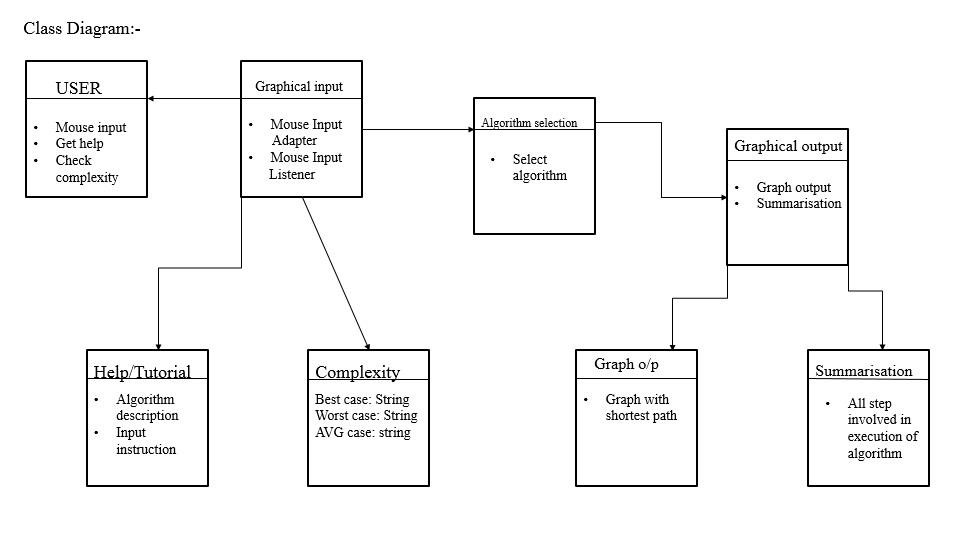 Class Diagram:-
USER
• Mouse input
• Get help
• Check
complexity
Graphical input
• Mouse Input
Adapter
• Mouse Input
Listener
Algorithm selection
• Select
algorithm
Graphical output
• Graph output
• Summarisation
Help/Tutorial
• Algorithm
description
• Input
instruction
Complexity
Best case: String
Worst case: String
AVG case: string
Graph o/p
• Graph with
shortest path
Summarisation
• All step
involved in
execution of
algorithm